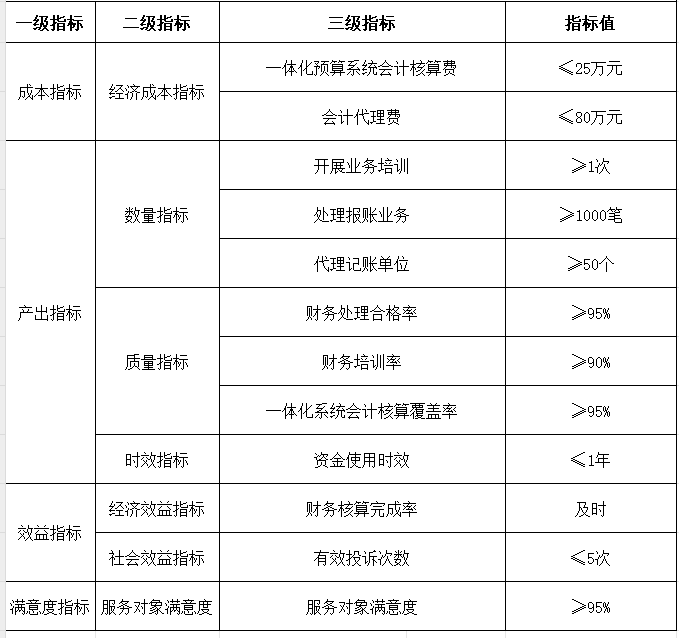 一级指标 二级指标 三级指标 指标值
成本指标 经济成本指标 一体化预算系统会计核算费 ≤25万元
会计代理费 ≤80万元
产出指标 数量指标 开展业务培训 ≥1次
处理报账业务 ≥1000笔
代理记账单位 ≥50个
质量指标 财务处理合格率 ≥95%
财务培训率 ≥90%
一体化系统会计核算覆盖率 ≥95%
时效指标 资金使用时效 ≤1年
效益指标 经济效益指标 财务核算完成率 及时
社会效益指标 有效投诉次数 ≤5次
满意度指标 服务对象满意度 服务对象满意度 ≥95%